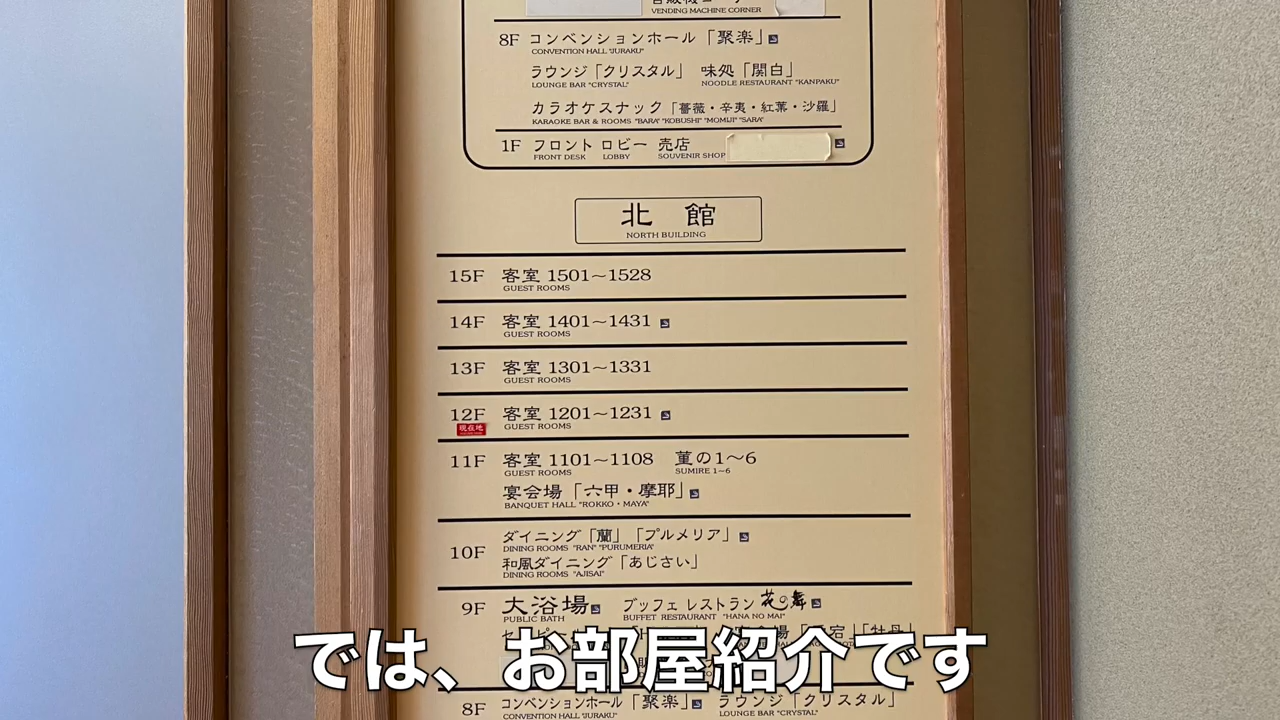 VENDING MACHINE CORNER
8F コンベンションホール「聚楽」
CONVENTION HALL "JURAKU"
ラウンジ「クリスタル」 味処「関白」
LOUNGE BAR "CRYSTAL" NOODLE RESTAURANT "KANPAKU"
カラオケスナック「薔薇・辛夷・紅葉・沙羅」
KARAOKE BAR & ROOMS "BARA" "KOBUSHI" "MOMIJI" "SARA"
1F フロント ロビー 売店
FRONT DESK LOBBY SOUVENIR SHOP
北館
NORTH BUILDING
15F 客室 1501~1528
GUEST ROOMS
14F 客室 1401~1431
GUEST ROOMS
13F 客室 1301~1331
GUEST ROOMS
12F 客室 1201~1231
現在地 GUEST ROOMS
11F 客室 1101~1108 菫の1~6
GUEST ROOMS SUMIRE 1~6
宴会場「六甲・摩耶」
BANQUET HALL "ROKKO・MAYA"
10F ダイニング「蘭」「プルメリア」
DINING ROOMS "RAN" "PURUMERIA"
和風ダイニング「あじさい」
DINING ROOMS "AJISAI"
9F 大浴場 ブッフェ レストラン 花の舞
PUBLIC BATH BUFFET RESTAURANT "HANA NO MAI"
では、お部屋紹介です
8F コンベンションホール「聚楽」 ラウンジ「クリスタル」
CONVENTION HALL "JURAKU" LOUNGE BAR "CRYSTAL"